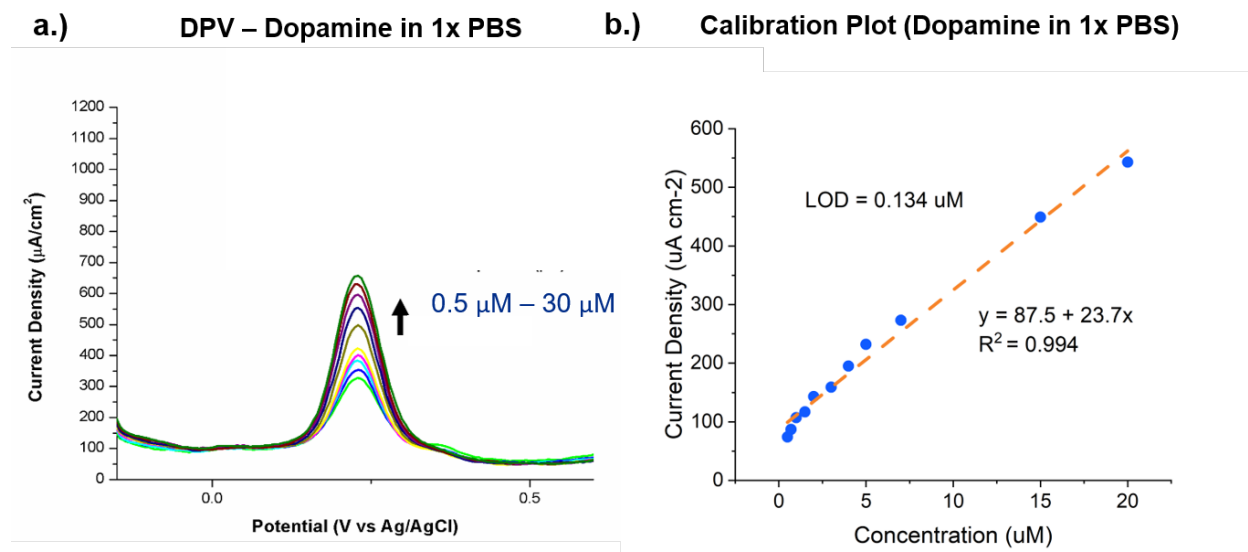 a.)
DPV – Dopamine in 1x PBS
1200
1100
1000
900
800
700
600
500
400
300
200
100
0
Current Density (µA/cm²)
0.5 µM – 30 µM
0.0
0.5
Potential (V vs Ag/AgCl)
b.)
Calibration Plot (Dopamine in 1x PBS)
600
500
400
300
200
100
0
Current Density (uA cm-2)
LOD = 0.134 uM
y = 87.5 + 23.7x
R² = 0.994
0
5
10
15
20
Concentration (uM)